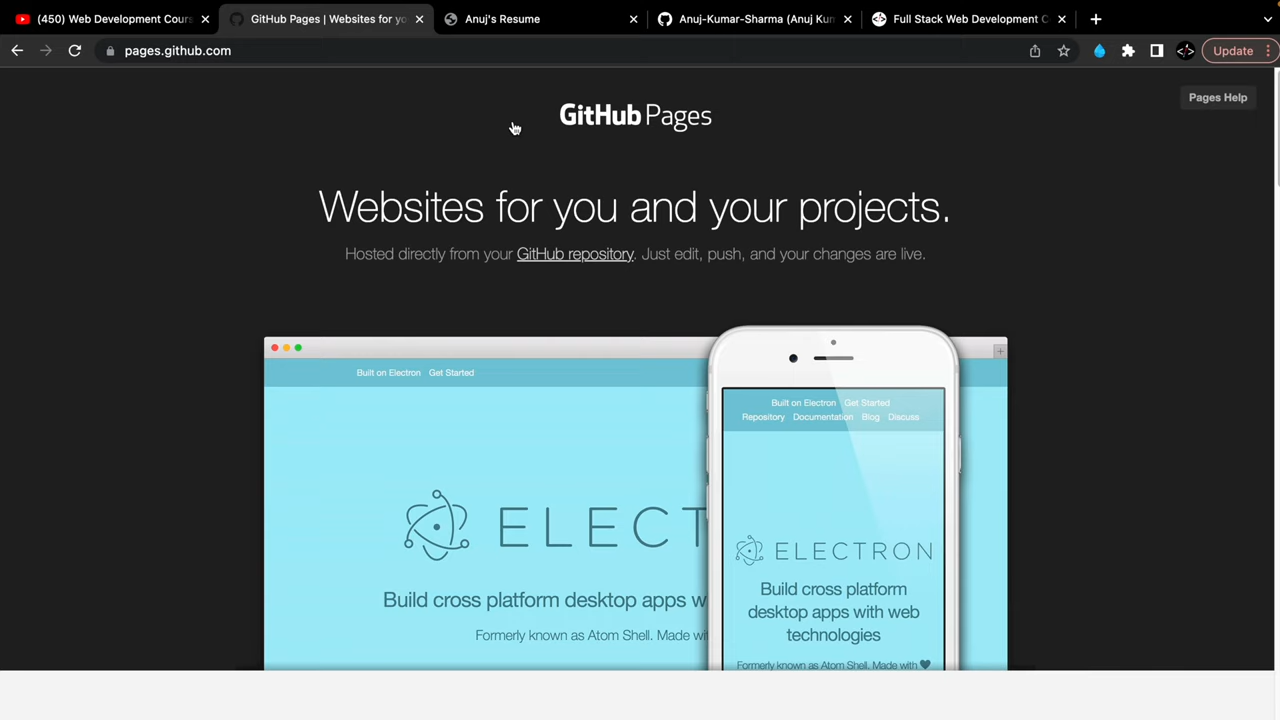 (450) Web Development Cours
GitHub Pages | Websites for yo
Anuj's Resume
Anuj-Kumar-Sharma (Anuj Kum
Full Stack Web Development C
pages.github.com
Update
Pages Help
GitHub Pages
Websites for you and your projects.
Hosted directly from your GitHub repository. Just edit, push, and your changes are live.
Built on Electron Get Started
ELECT
Build cross platform desktop apps w
Formerly known as Atom Shell. Made wit
Built on Electron Get Started
Repository Documentation Blog Discuss
ELECTRON
Build cross platform
desktop apps with web
technologies
Formerly known as Atom Shell. Made with